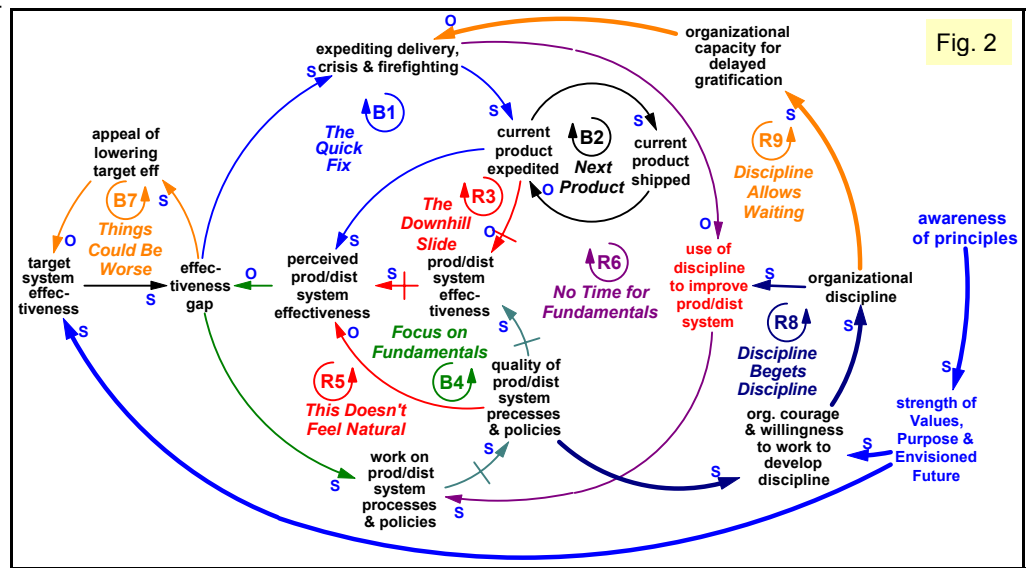 Fig. 2
expediting delivery,
crisis & firefighting
organizational
capacity for
delayed
gratification
O
O
S
S
B1
The
Quick
Fix
current
product
expedited
S
B2
Next
Product
O
current
product
shipped
S
R9
Discipline
Allows
Waiting
appeal of
lowering
target eff
B7
S
Things
Could Be
Worse
O
target
system
effec-
tiveness
S
effec-
tiveness
gap
O
S
perceived
prod/dist
system
effectiveness
O
R3
The
Downhill
Slide
O
S
prod/dist
system
effec-
tiveness
S
R6
No Time for
Fundamentals
O
use of
discipline
to improve
prod/dist
system
S
organizational
discipline
S
awareness
of principles
S
R8
Discipline
Begets
Discipline
Focus on
Fundamentals
B4
R5
This Doesn't
Feel Natural
quality of
prod/dist
system
precesses
& policies
S
S
work on
prod/dist
system
processes
& policies
S
S
org. courage
& willingness
to work to
develop
discipline
S
S
strength of
Values,
Purpose &
Envisioned
Future
S